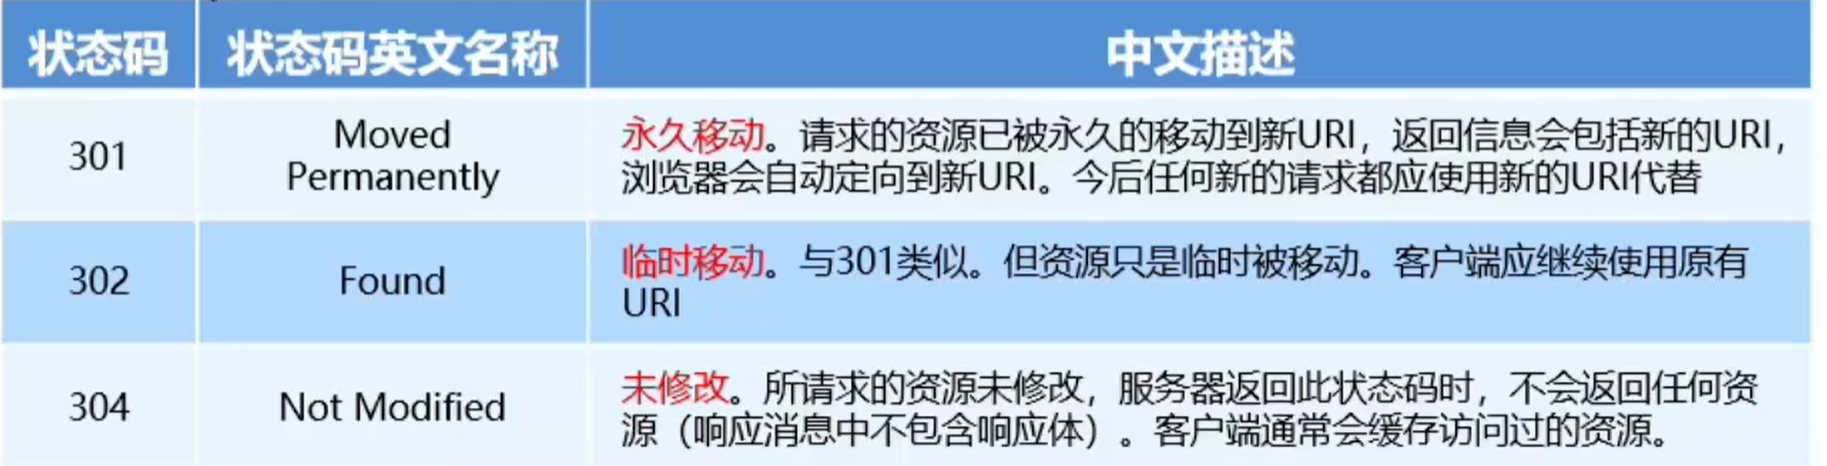 状态码 状态码英文名称 中文描述
301
Moved
Permanently
永久移动。请求的资源已被永久的移动到新URI，返回信息会包括新的URI，
浏览器会自动定向到新URI。今后任何新的请求都应使用新的URI代替
302
Found
临时移动。与301类似。但资源只是临时被移动。客户端应继续使用原有
URI
304
Not Modified
未修改。所请求的资源未修改，服务器返回此状态码时，不会返回任何资
源（响应消息中不包含响应体）。客户端通常会缓存访问过的资源。